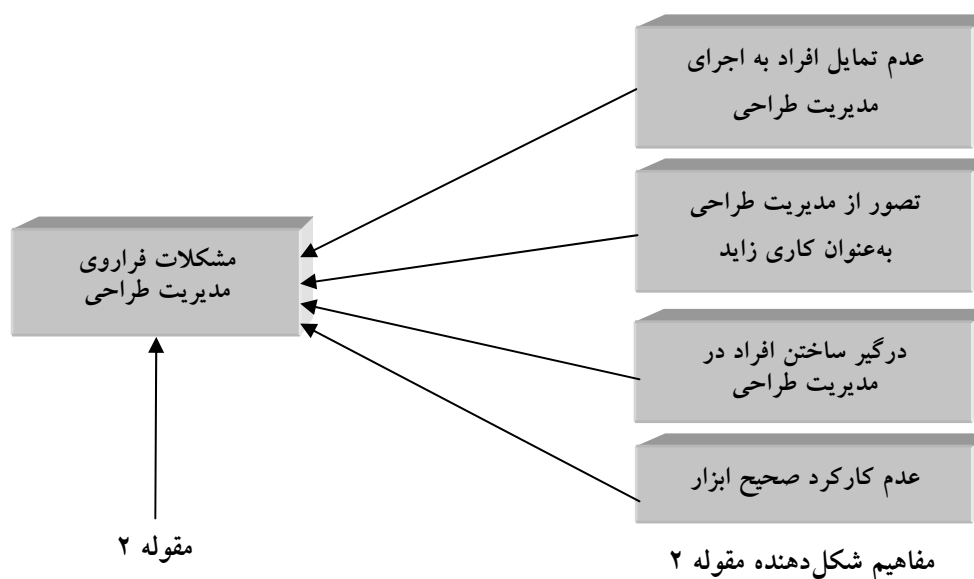 عدم تمایل افراد به اجرای
مدیریت طراحی
تصور از مدیریت طراحی
به‌عنوان کاری زاید
درگیر ساختن افراد در
مدیریت طراحی
عدم کارکرد صحیح ابزار
مفاهیم شکل‌دهنده مقوله ۲
مشکلات فراروی
مدیریت طراحی
مقوله ۲